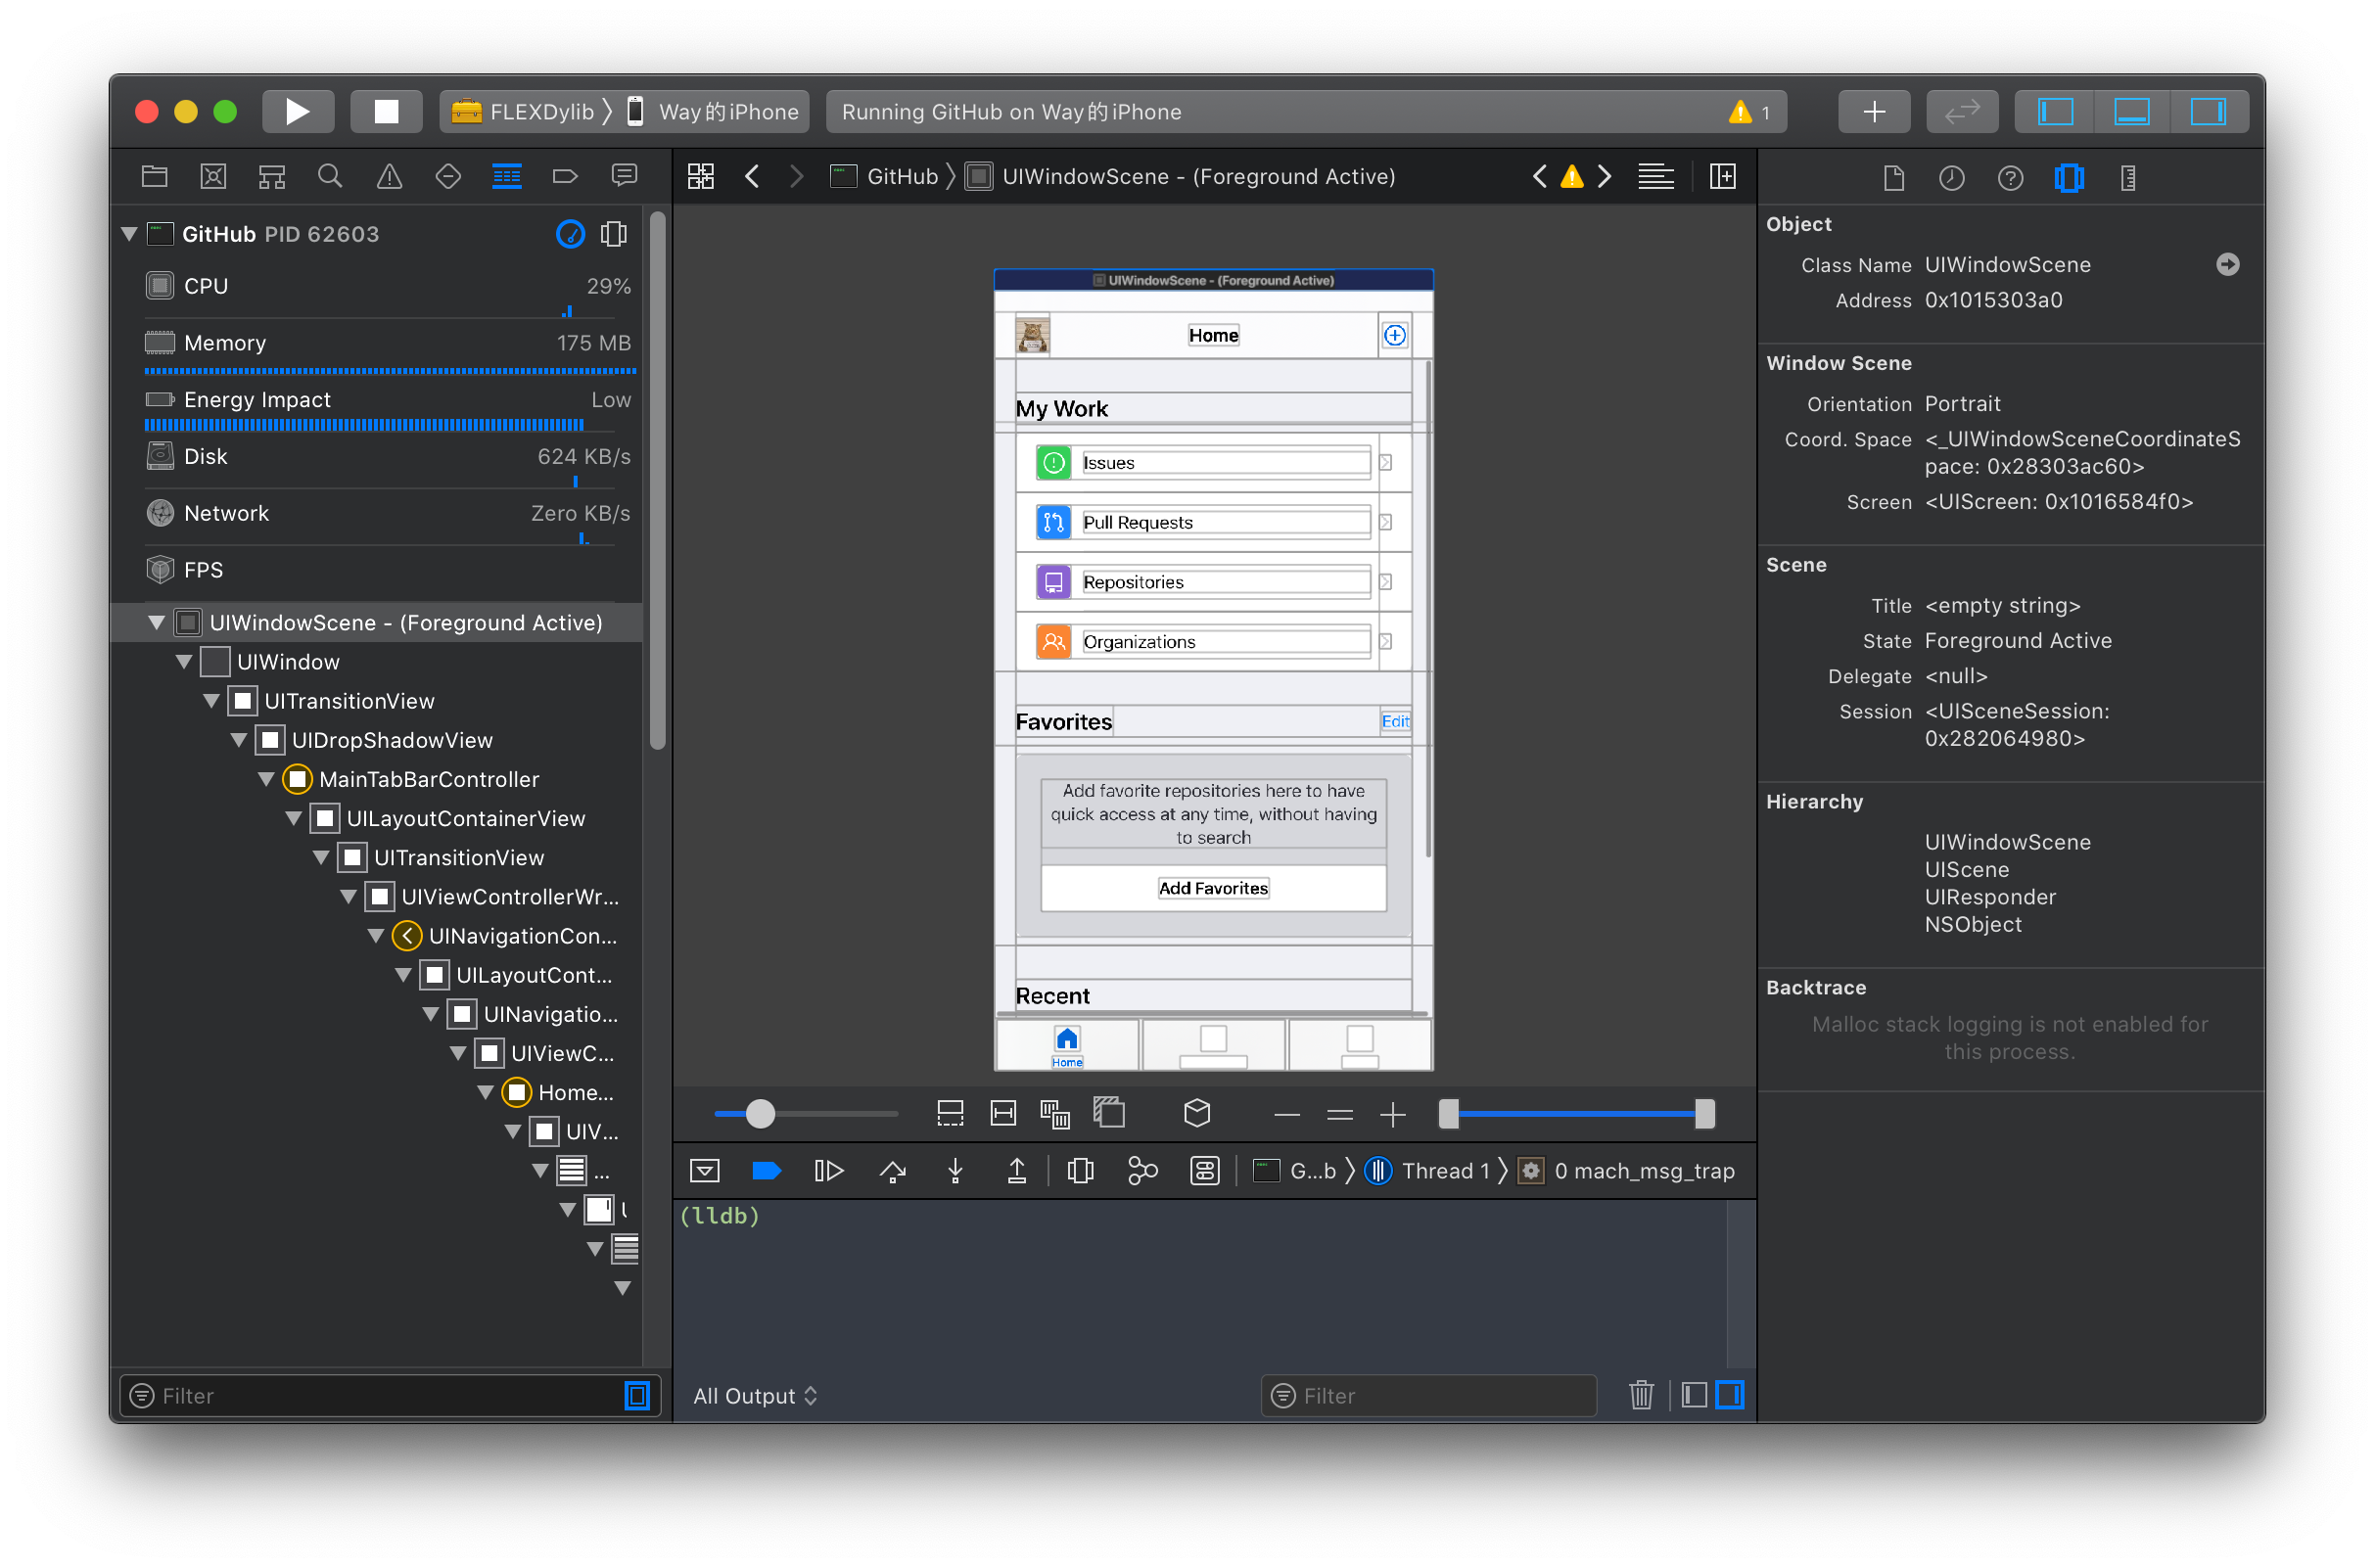 FLEXDylib
Way的iPhone
Running GitHub on Way的iPhone
1
GitHub PID 62603
CPU
29%
Memory
175 MB
Energy Impact
Low
Disk
624 KB/s
Network
Zero KB/s
FPS
UIWindowScene - (Foreground Active)
UIWindow
UITransitionView
UIDropShadowView
MainTabBarController
UILayoutContainerView
UITransitionView
UIViewControllerWr...
UINavigationCon...
UILayoutCont...
UINavigatio...
UIViewC...
Home...
UIV...
...
Filter
GitHub
UIWindowScene - (Foreground Active)
UIWindowScene - (Foreground Active)
Home
My Work
Issues
Pull Requests
Repositories
Organizations
Favorites
Edit
Add favorite repositories here to have
quick access at any time, without having
to search
Add Favorites
Recent
Home
G...b
Thread 1
0 mach_msg_trap
(lldb)
All Output
Filter
Object
Class Name UIWindowScene
Address 0x1015303a0
Window Scene
Orientation Portrait
Coord. Space <_UIWindowSceneCoordinateS
pace: 0x28303ac60>
Screen <UIScreen: 0x1016584f0>
Scene
Title <empty string>
State Foreground Active
Delegate <null>
Session <UISceneSession:
0x282064980>
Hierarchy
UIWindowScene
UIScene
UIResponder
NSObject
Backtrace
Malloc stack logging is not enabled for
this process.